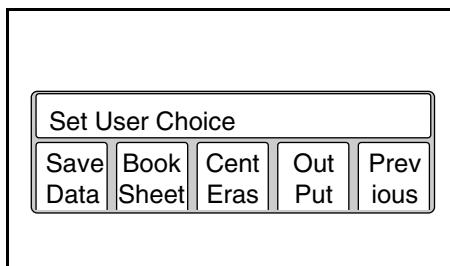 Set User Choice
Save Data
Book Sheet
Cent Eras
Out Put
Prev ious